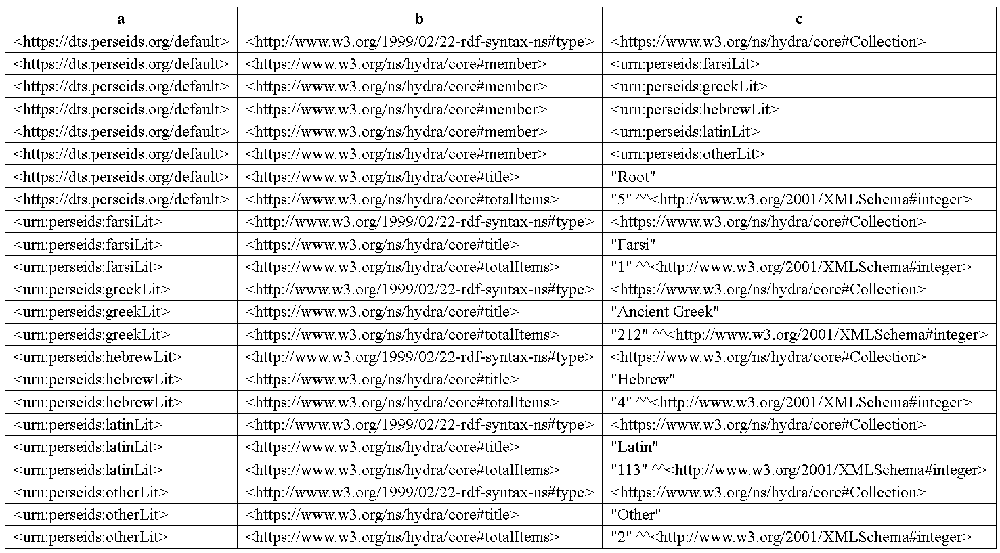 a b c
<https://dts.perseids.org/default> <http://www.w3.org/1999/02/22-rdf-syntax-ns#type> <https://www.w3.org/ns/hydra/core#Collection>
<https://dts.perseids.org/default> <https://www.w3.org/ns/hydra/core#member> <urn:perseids:farsiLit>
<https://dts.perseids.org/default> <https://www.w3.org/ns/hydra/core#member> <urn:perseids:greekLit>
<https://dts.perseids.org/default> <https://www.w3.org/ns/hydra/core#member> <urn:perseids:hebrewLit>
<https://dts.perseids.org/default> <https://www.w3.org/ns/hydra/core#member> <urn:perseids:latinLit>
<https://dts.perseids.org/default> <https://www.w3.org/ns/hydra/core#member> <urn:perseids:otherLit>
<https://dts.perseids.org/default> <https://www.w3.org/ns/hydra/core#title> "Root"
<https://dts.perseids.org/default> <https://www.w3.org/ns/hydra/core#totalItems> "5" ^^<http://www.w3.org/2001/XMLSchema#integer>
<urn:perseids:farsiLit> <http://www.w3.org/1999/02/22-rdf-syntax-ns#type> <https://www.w3.org/ns/hydra/core#Collection>
<urn:perseids:farsiLit> <https://www.w3.org/ns/hydra/core#title> "Farsi"
<urn:perseids:farsiLit> <https://www.w3.org/ns/hydra/core#totalItems> "1" ^^<http://www.w3.org/2001/XMLSchema#integer>
<urn:perseids:greekLit> <http://www.w3.org/1999/02/22-rdf-syntax-ns#type> <https://www.w3.org/ns/hydra/core#Collection>
<urn:perseids:greekLit> <https://www.w3.org/ns/hydra/core#title> "Ancient Greek"
<urn:perseids:greekLit> <https://www.w3.org/ns/hydra/core#totalItems> "212" ^^<http://www.w3.org/2001/XMLSchema#integer>
<urn:perseids:hebrewLit> <http://www.w3.org/1999/02/22-rdf-syntax-ns#type> <https://www.w3.org/ns/hydra/core#Collection>
<urn:perseids:hebrewLit> <https://www.w3.org/ns/hydra/core#title> "Hebrew"
<urn:perseids:hebrewLit> <https://www.w3.org/ns/hydra/core#totalItems> "4" ^^<http://www.w3.org/2001/XMLSchema#integer>
<urn:perseids:latinLit> <http://www.w3.org/1999/02/22-rdf-syntax-ns#type> <https://www.w3.org/ns/hydra/core#Collection>
<urn:perseids:latinLit> <https://www.w3.org/ns/hydra/core#title> "Latin"
<urn:perseids:latinLit> <https://www.w3.org/ns/hydra/core#totalItems> "113" ^^<http://www.w3.org/2001/XMLSchema#integer>
<urn:perseids:otherLit> <http://www.w3.org/1999/02/22-rdf-syntax-ns#type> <https://www.w3.org/ns/hydra/core#Collection>
<urn:perseids:otherLit> <https://www.w3.org/ns/hydra/core#title> "Other"
<urn:perseids:otherLit> <https://www.w3.org/ns/hydra/core#totalItems> "2" ^^<http://www.w3.org/2001/XMLSchema#integer>